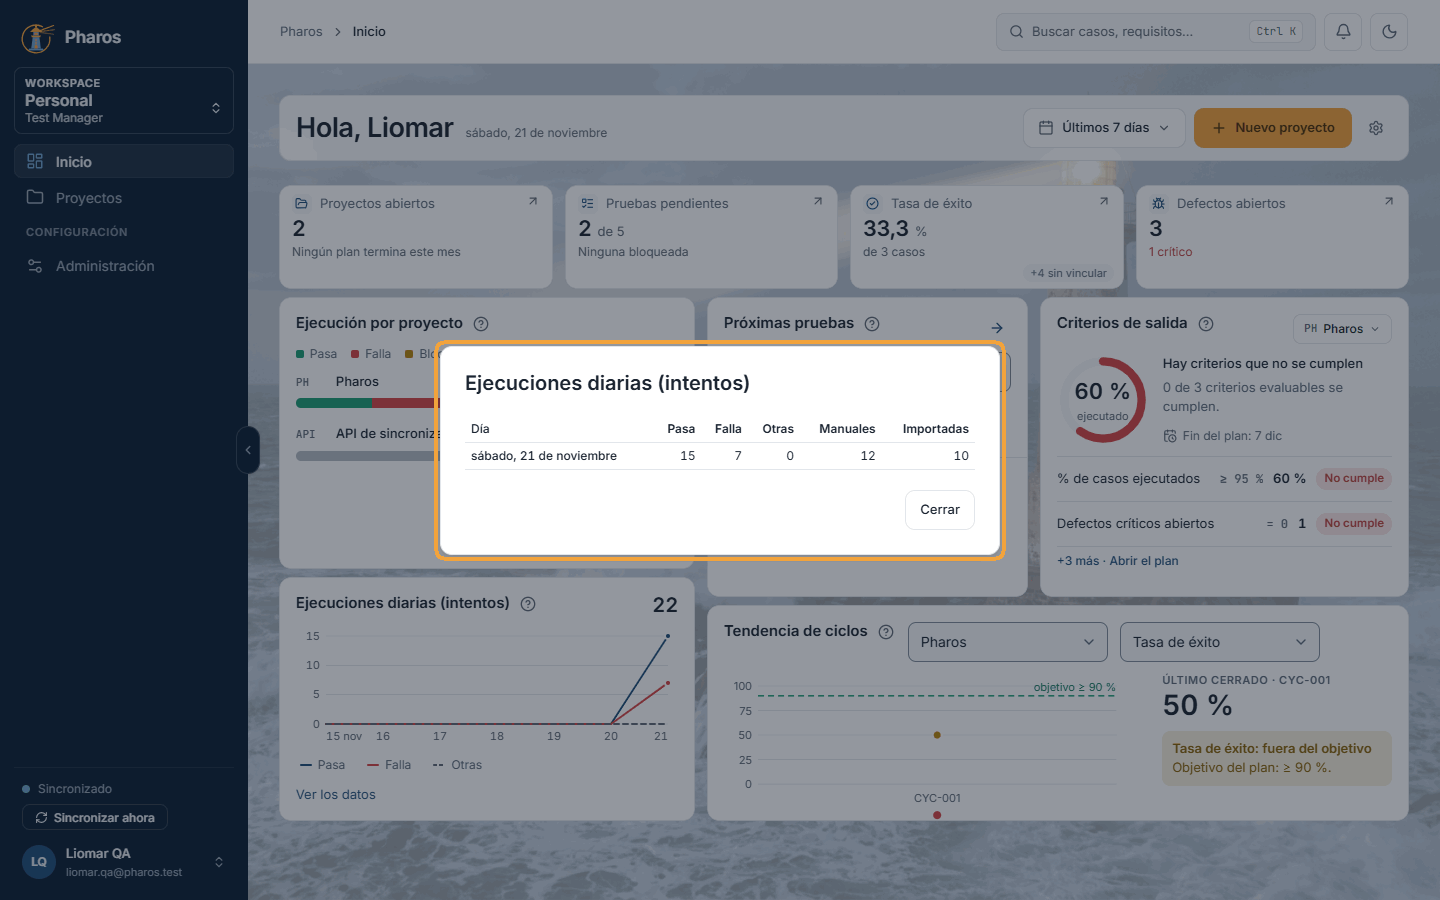 Pharos
WORKSPACE
Personal
Test Manager
Inicio
Proyectos
CONFIGURACIÓN
Administración
Sincronizado
Sincronizar ahora
LQ
Liomar QA
liomar.qa@pharos.test
Pharos > Inicio
Buscar casos, requisitos...
Ctrl K
Hola, Liomar
sábado, 21 de noviembre
Últimos 7 días
Nuevo proyecto
Proyectos abiertos
2
Ningún plan termina este mes
Pruebas pendientes
2 de 5
Ninguna bloqueada
Tasa de éxito
33,3 %
de 3 casos
+4 sin vincular
Defectos abiertos
3
1 crítico
Ejecución por proyecto
Pasa
Falla
PH Pharos
API
Próximas pruebas
Criterios de salida
PH Pharos
60 %
ejecutado
Hay criterios que no se cumplen
0 de 3 criterios evaluables se
cumplen.
Fin del plan: 7 dic
% de casos ejecutados ≥ 95 % 60 % No cumple
Defectos críticos abiertos = 0 1 No cumple
+3 más · Abrir el plan
Ejecuciones diarias (intentos)
Día Pasa Falla Otras Manuales Importadas
sábado, 21 de noviembre 15 7 0 12 10
Cerrar
Ejecuciones diarias (intentos)
22
15
10
5
0
15 nov 16 17 18 19 20 21
Pasa Falla Otras
Ver los datos
Tendencia de ciclos
Pharos
Tasa de éxito
100
75
50
25
0
objetivo ≥ 90 %
CYC-001
ÚLTIMO CERRADO · CYC-001
50 %
Tasa de éxito: fuera del objetivo
Objetivo del plan: ≥ 90 %.